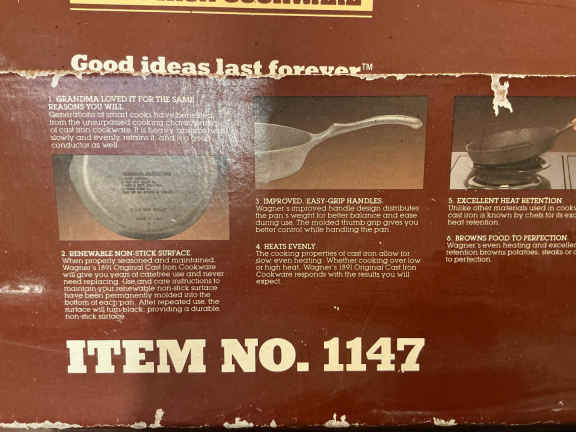 IRON COOKWARE
Good ideas last forever™
1. GRANDMA LOVED IT FOR THE SAME
REASONS YOU WILL
Generations of smart cooks have benefited
from the unsurpassed cooking
of cast iron cookware. It is heavy,
slowly and evenly, retains it, and is a good
conductor as well.
2. RENEWABLE NON-STICK SURFACE
When properly seasoned and maintained,
Wagner's 1891 Original Cast Iron Cookware
will give you years of carefree use and never
need replacing. Use and care instructions to
maintain your renewable non-stick surface
have been permanently molded into the
bottom of each pan. After repeated use, the
surface will turn black, providing a durable
non-stick surface.
3. IMPROVED, EASY-GRIP HANDLES
Wagner's improved handle design distributes
the pan's weight for better balance and ease
during use. The molded thumb grip gives you
better control while handling the pan.
4. HEATS EVENLY
The cooking properties of cast iron allow for
slow even heating. Whether cooking over low
or high heat, Wagner's 1891 Original Cast Iron
Cookware responds with the results you will
expect.
5. EXCELLENT HEAT RETENTION
Unlike other materials used in
cast iron is known by chefs for its
heat retention.
6. BROWNS FOOD TO PERFECTION
Wagner's even heating and
retention browns potatoes, steaks or
to perfection.
ITEM NO. 1147